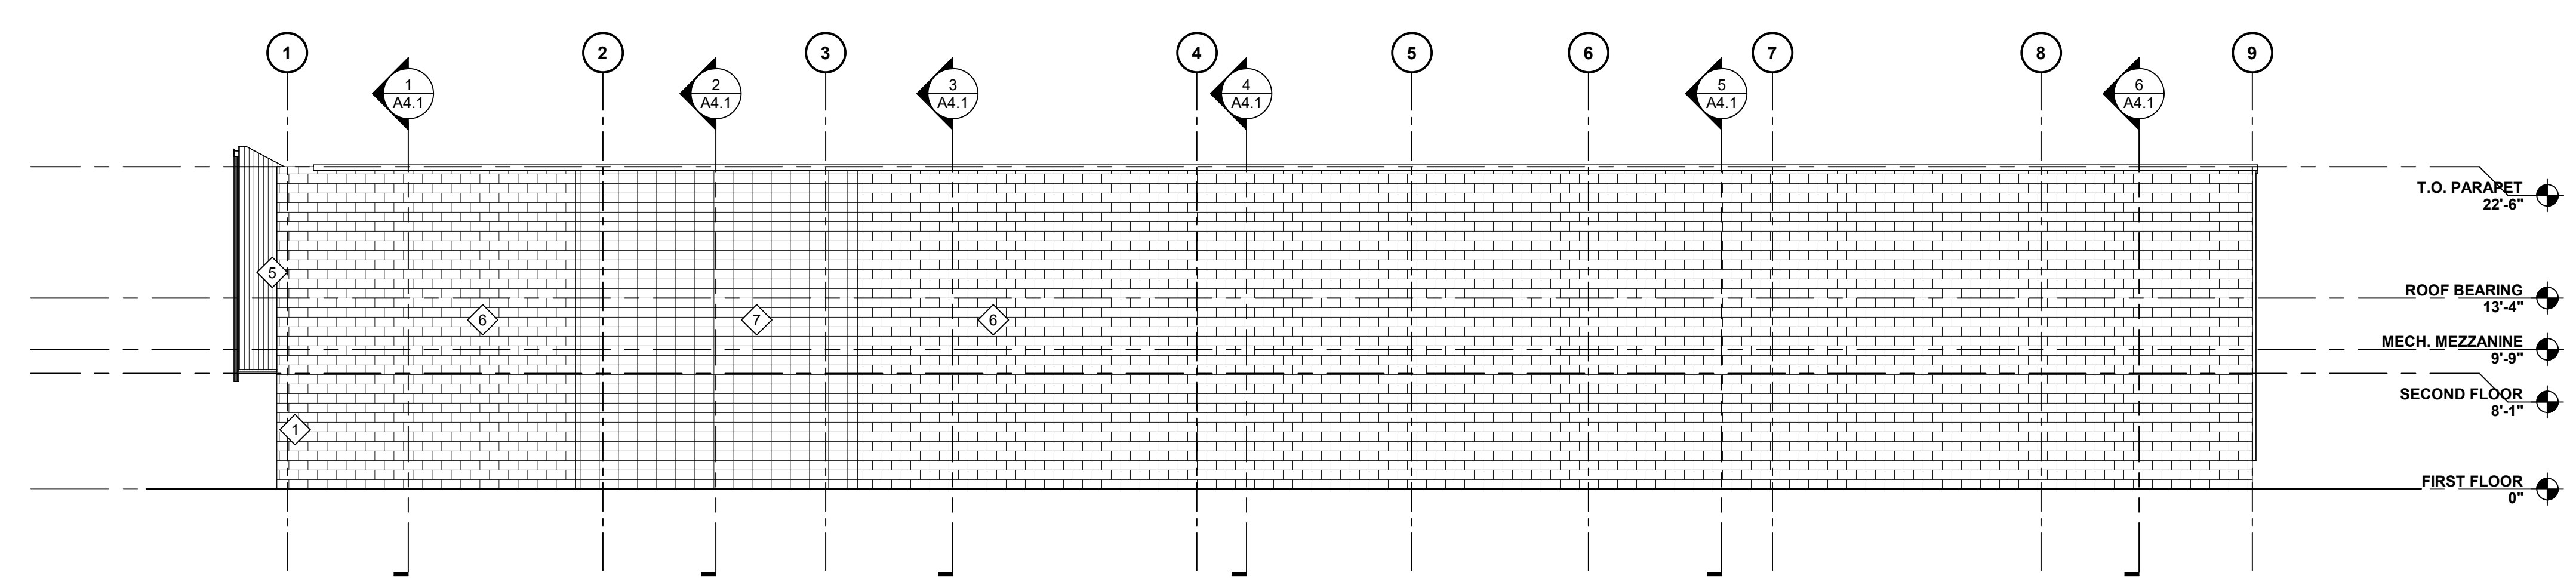 1
2
3
4
5
6
7
8
9
1
A4.1
2
A4.1
3
A4.1
4
A4.1
5
A4.1
6
A4.1
T.O. PARAPET
22'-6"
5
ROOF BEARING
13'-4"
6
7
6
MECH. MEZZANINE
9'-9"
SECOND FLOOR
8'-1"
1
FIRST FLOOR
0"